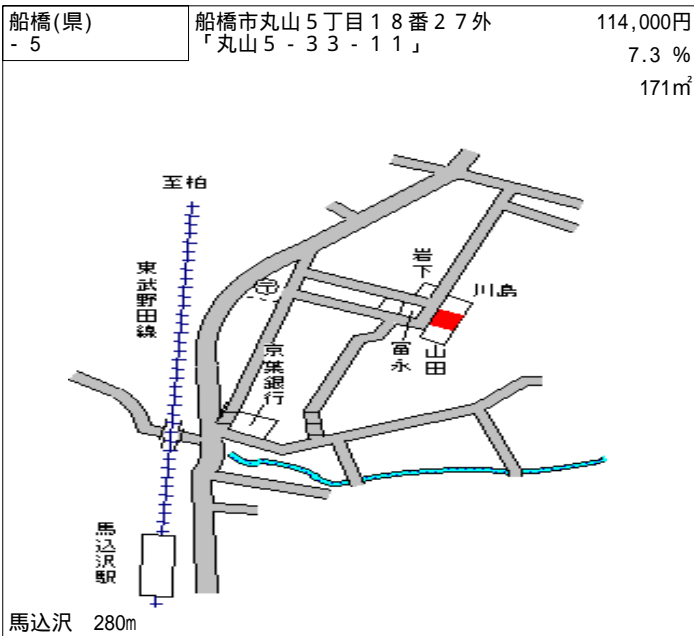 船橋(県)
- 5
船橋市丸山５丁目１８番２７外
「丸山５－３３－１１」
114,000円
7.3 %
171㎡
至柏
東武野田線
岩下
川島
冨永
山田
京葉銀行
馬込沢駅
馬込沢 280m